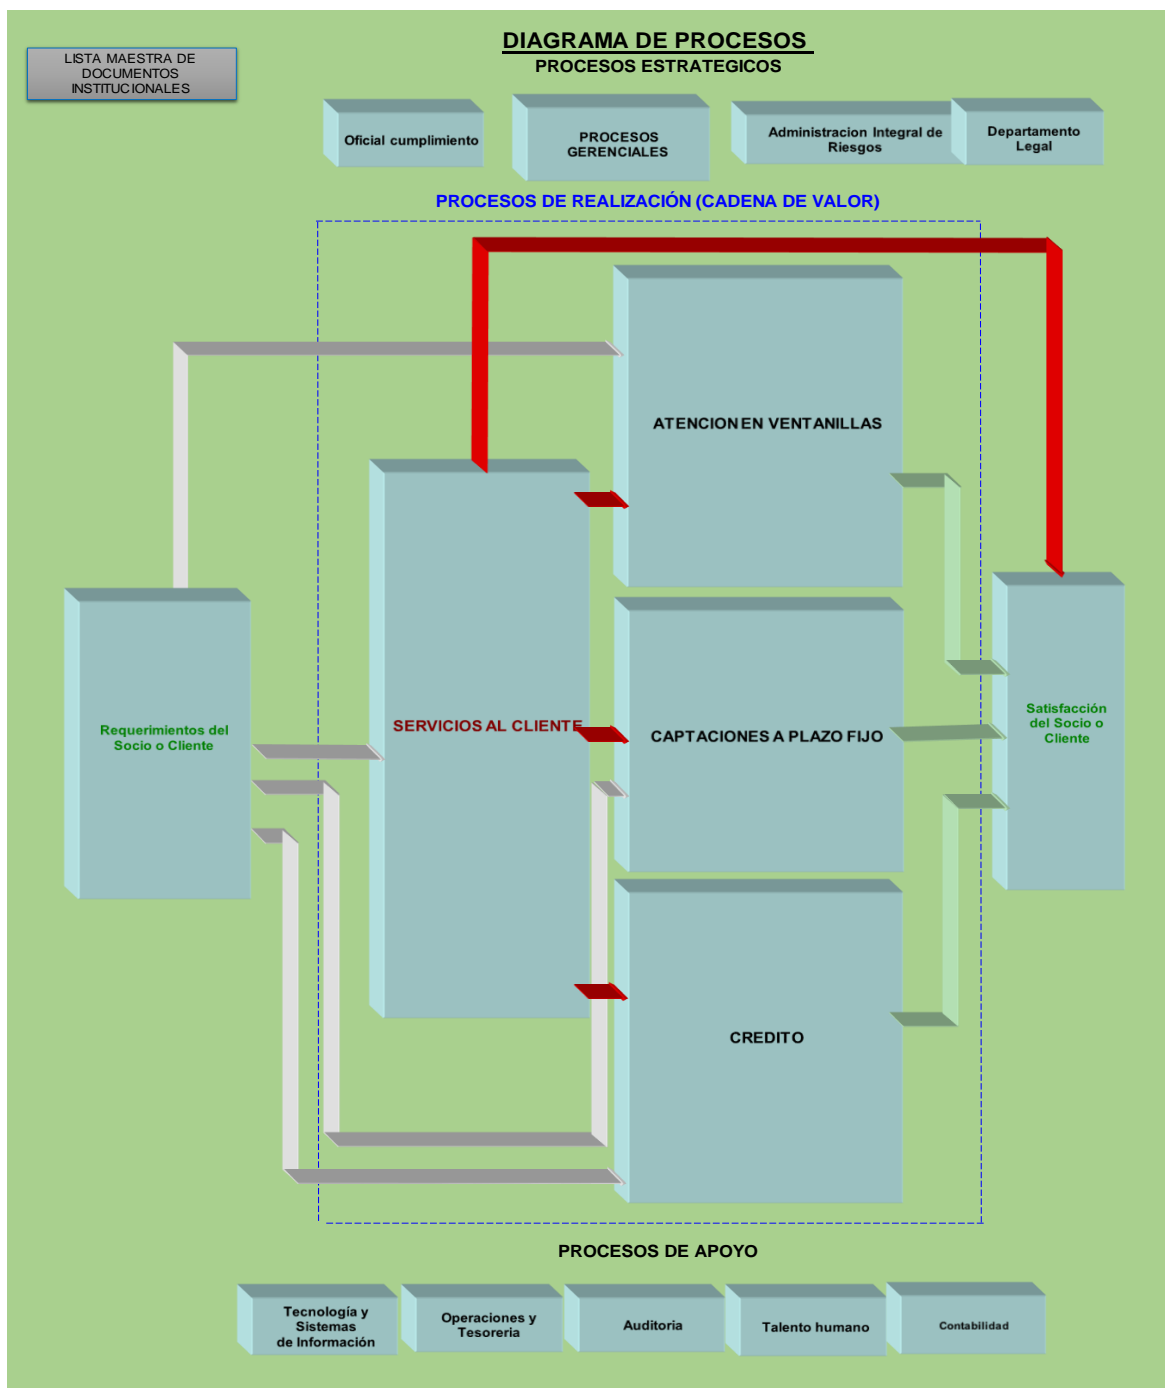 DIAGRAMA DE PROCESOS
PROCESOS ESTRATEGICOS
LISTA MAESTRA DE
DOCUMENTOS
INSTITUCIONALES
Oficial cumplimiento
PROCESOS
GERENCIALES
Administracion Integral de
Riesgos
Departamento
Legal
PROCESOS DE REALIZACIÓN (CADENA DE VALOR)
ATENCION EN VENTANILLAS
Requerimientos del
Socio o Cliente
SERVICIOS AL CLIENTE
CAPTACIONES A PLAZO FIJO
Satisfacción
del Socio o
Cliente
CREDITO
PROCESOS DE APOYO
Tecnología y
Sistemas
de Información
Operaciones y
Tesoreria
Auditoria
Talento humano
Contabilidad